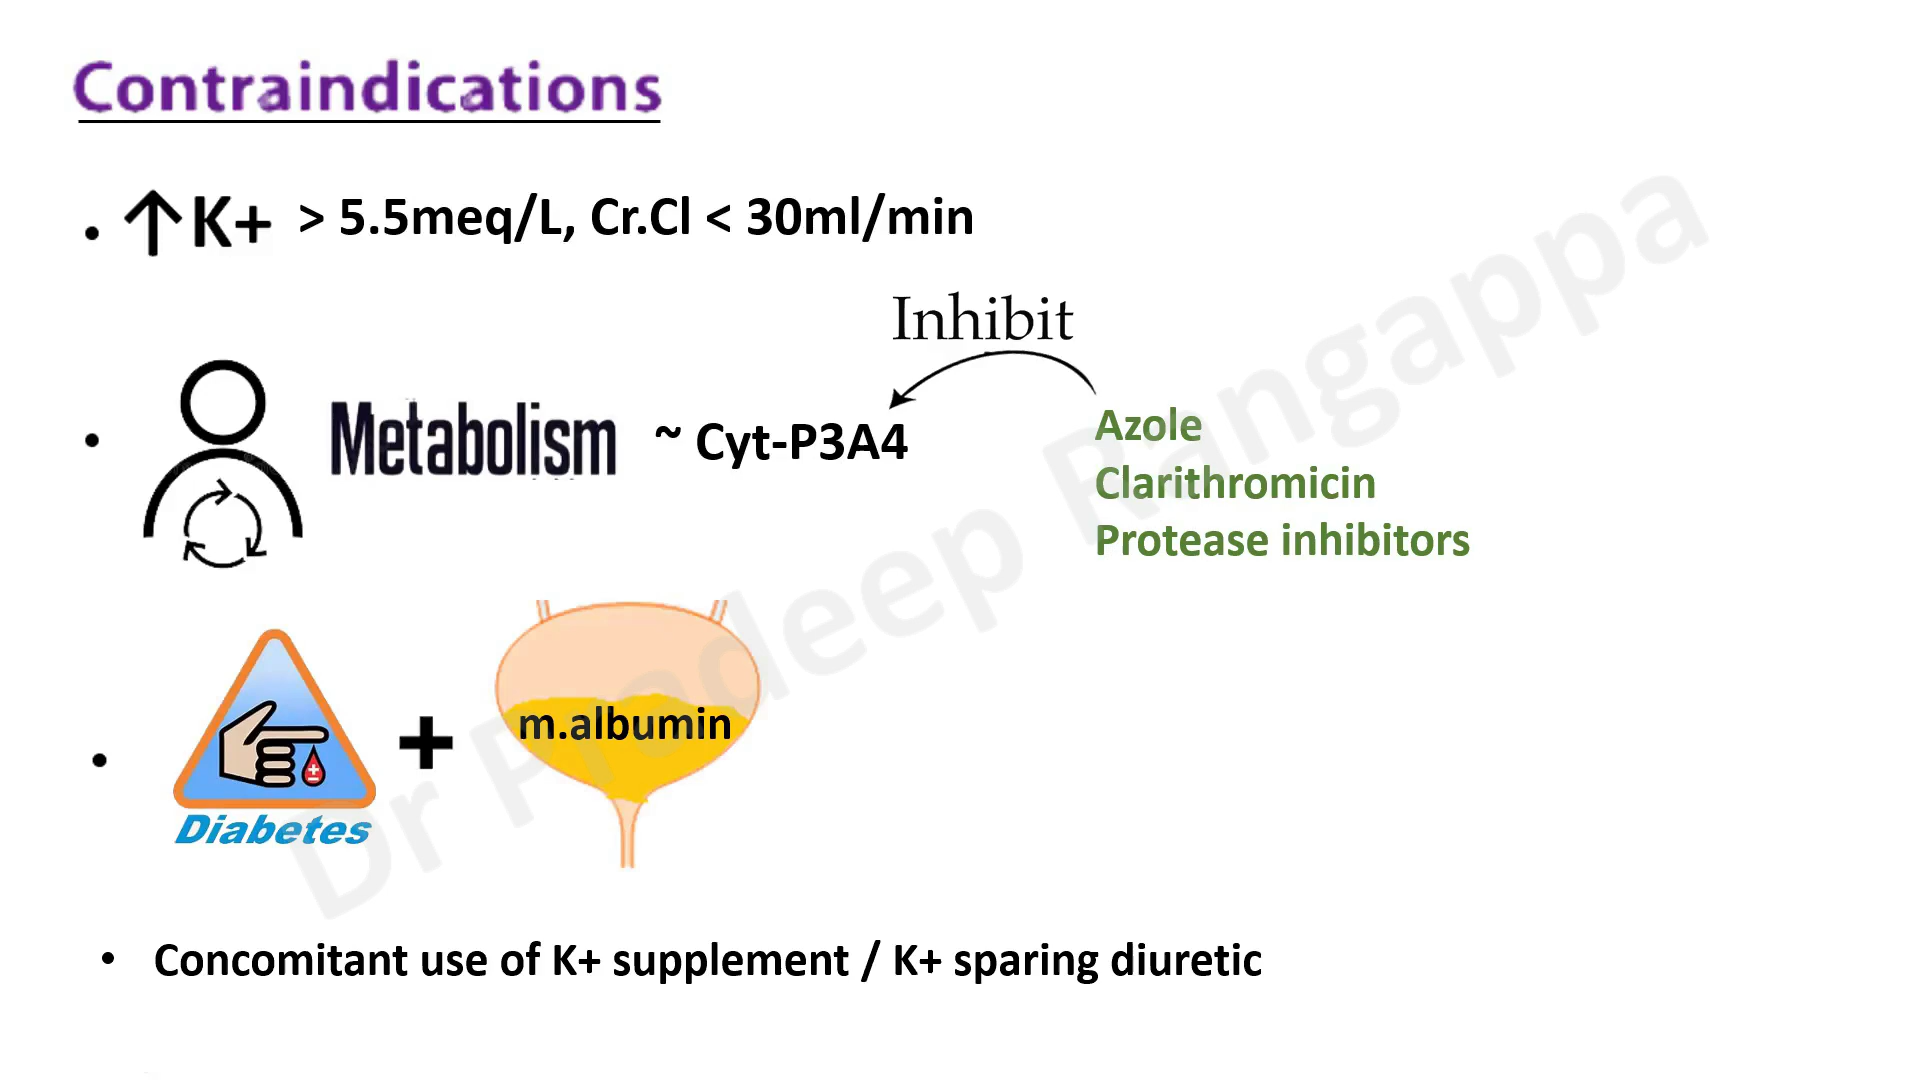 Contraindications
• ↑K+ > 5.5meq/L, Cr.Cl < 30ml/min
Inhibit
• Metabolism ~ Cyt-P3A4
Azole
Clarithromicin
Protease inhibitors
m.albumin
• +
Diabetes
• Concomitant use of K+ supplement / K+ sparing diuretic
Dr Pradeep Rangappa